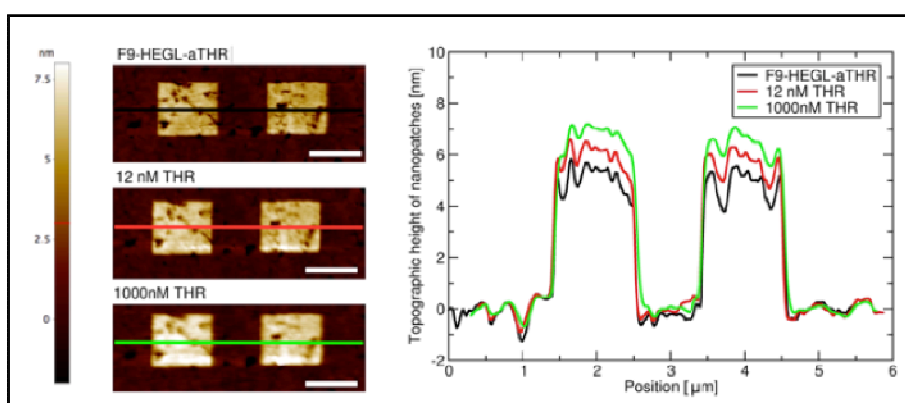 nm
7.5
5
2.5
0
F9-HEGL-aTHR
12 nM THR
1000nM THR
Topographic height of nanopatches [nm]
10
8
6
4
2
0
-2
F9-HEGL-aTHR
12 nM THR
1000nM THR
0
1
2
3
4
5
6
Position [µm]